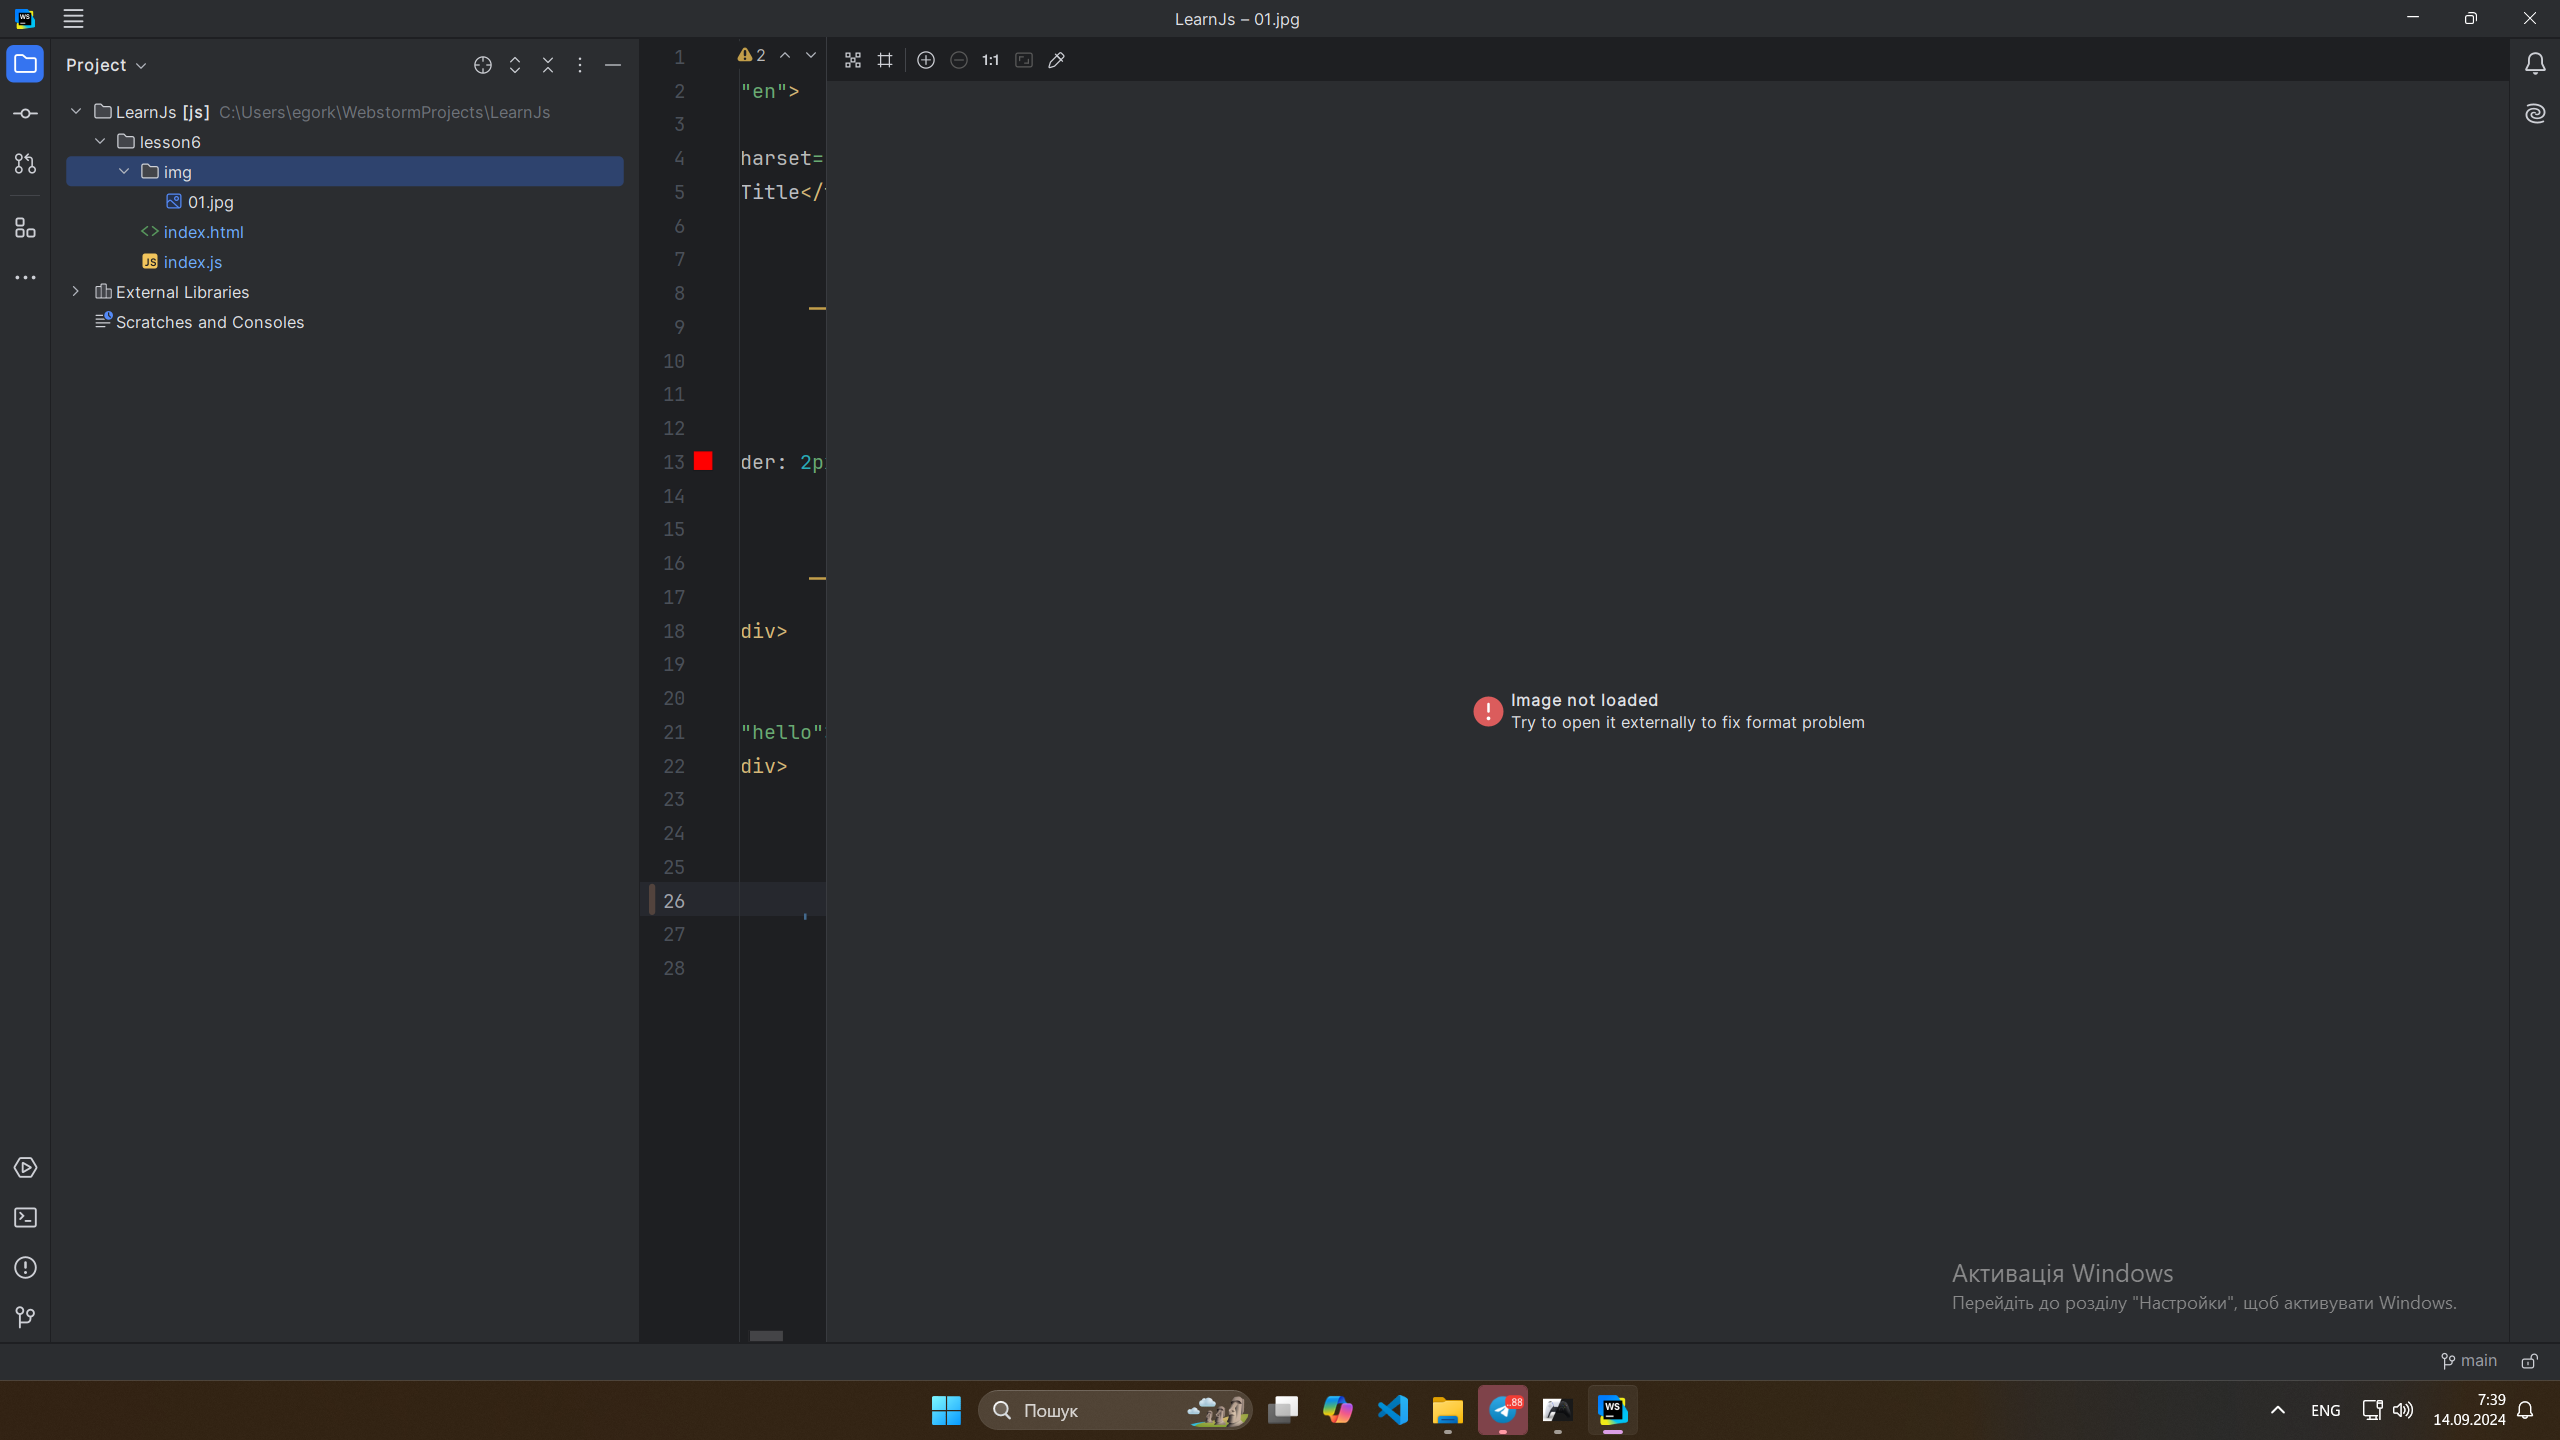 LearnJs – 01.jpg
Project
LearnJs [js] C:\Users\egork\WebstormProjects\LearnJs
lesson6
img
01.jpg
index.html
index.js
External Libraries
Scratches and Consoles
2
1:1
1
2 "en">
3
4 harset=
5 Title</
6
7
8
9
10
11
12
13 der: 2p
14
15
16
17
18 div>
19
20
21 "hello"
22 div>
23
24
25
26
27
28
Image not loaded
Try to open it externally to fix format problem
Активація Windows
Перейдіть до розділу "Настройки", щоб активувати Windows.
main
Пошук
..88
WS
ENG
7:39
14.09.2024